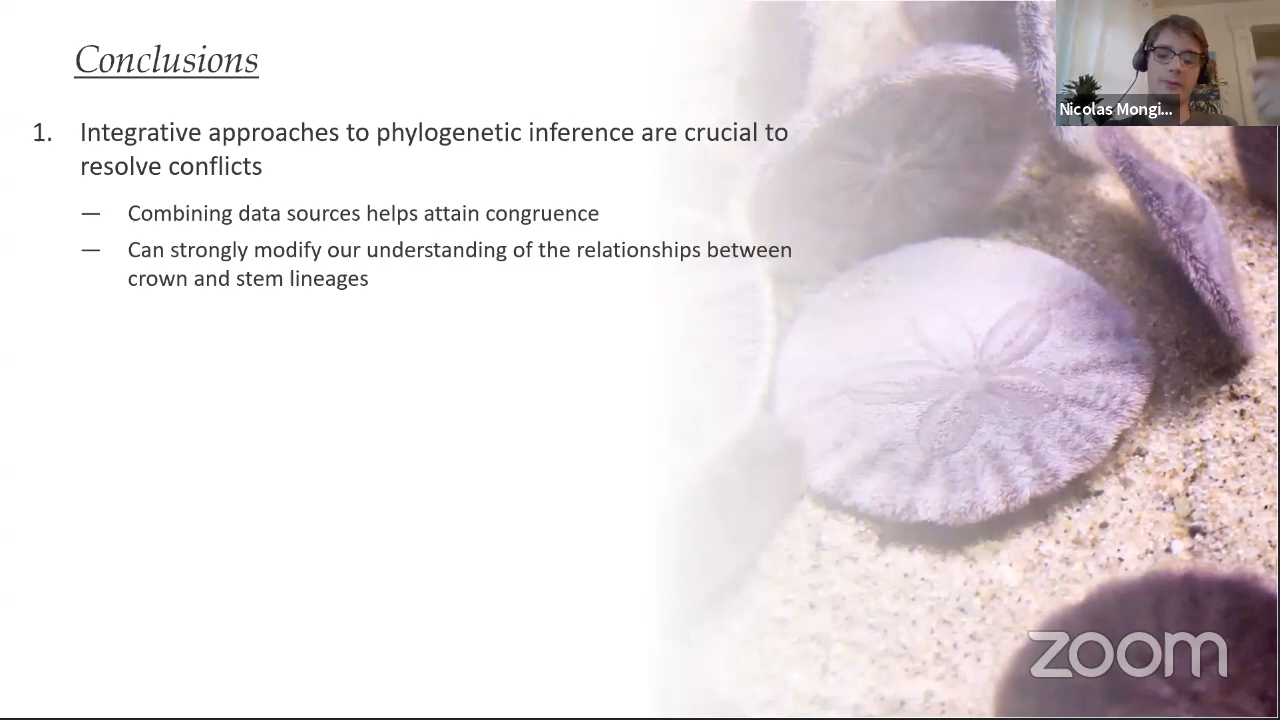 Conclusions
Nicolas Mongi...
1. Integrative approaches to phylogenetic inference are crucial to
resolve conflicts
— Combining data sources helps attain congruence
— Can strongly modify our understanding of the relationships between
crown and stem lineages
zoom